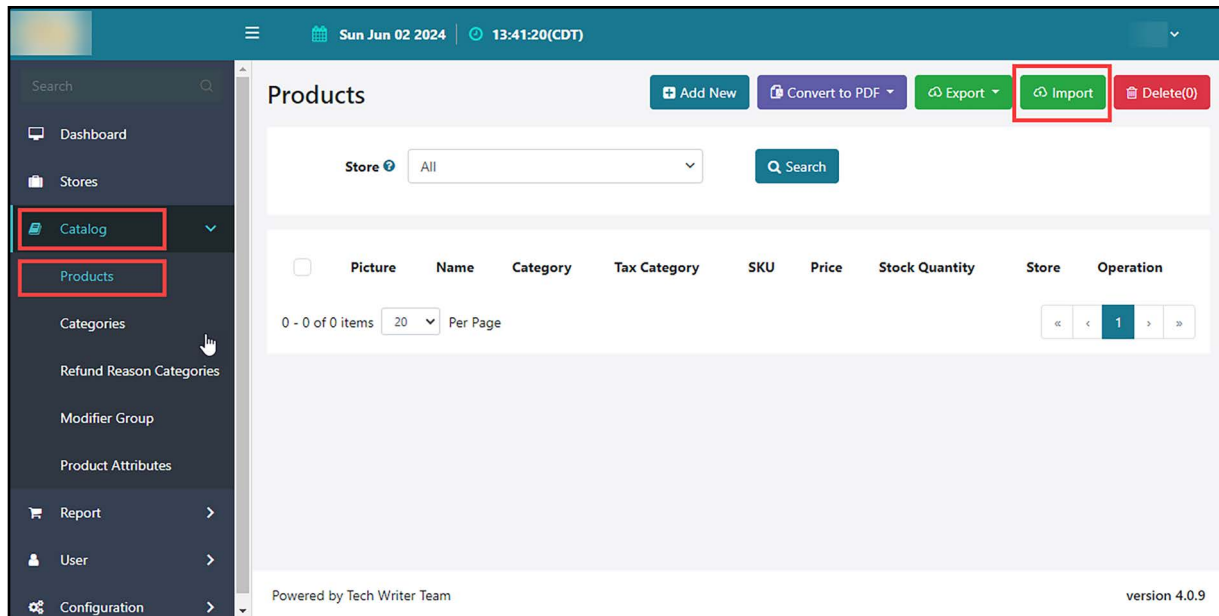 Sun Jun 02 2024 13:41:20(CDT)
Search
Dashboard
Stores
Catalog
Products
Categories
Refund Reason Categories
Modifier Group
Product Attributes
Report
User
Configuration
Products
Add New
Convert to PDF
Export
Import
Delete(0)
Store
All
Search
Picture Name Category Tax Category SKU Price Stock Quantity Store Operation
0 - 0 of 0 items 20 Per Page
« ‹ 1 › »
Powered by Tech Writer Team
version 4.0.9